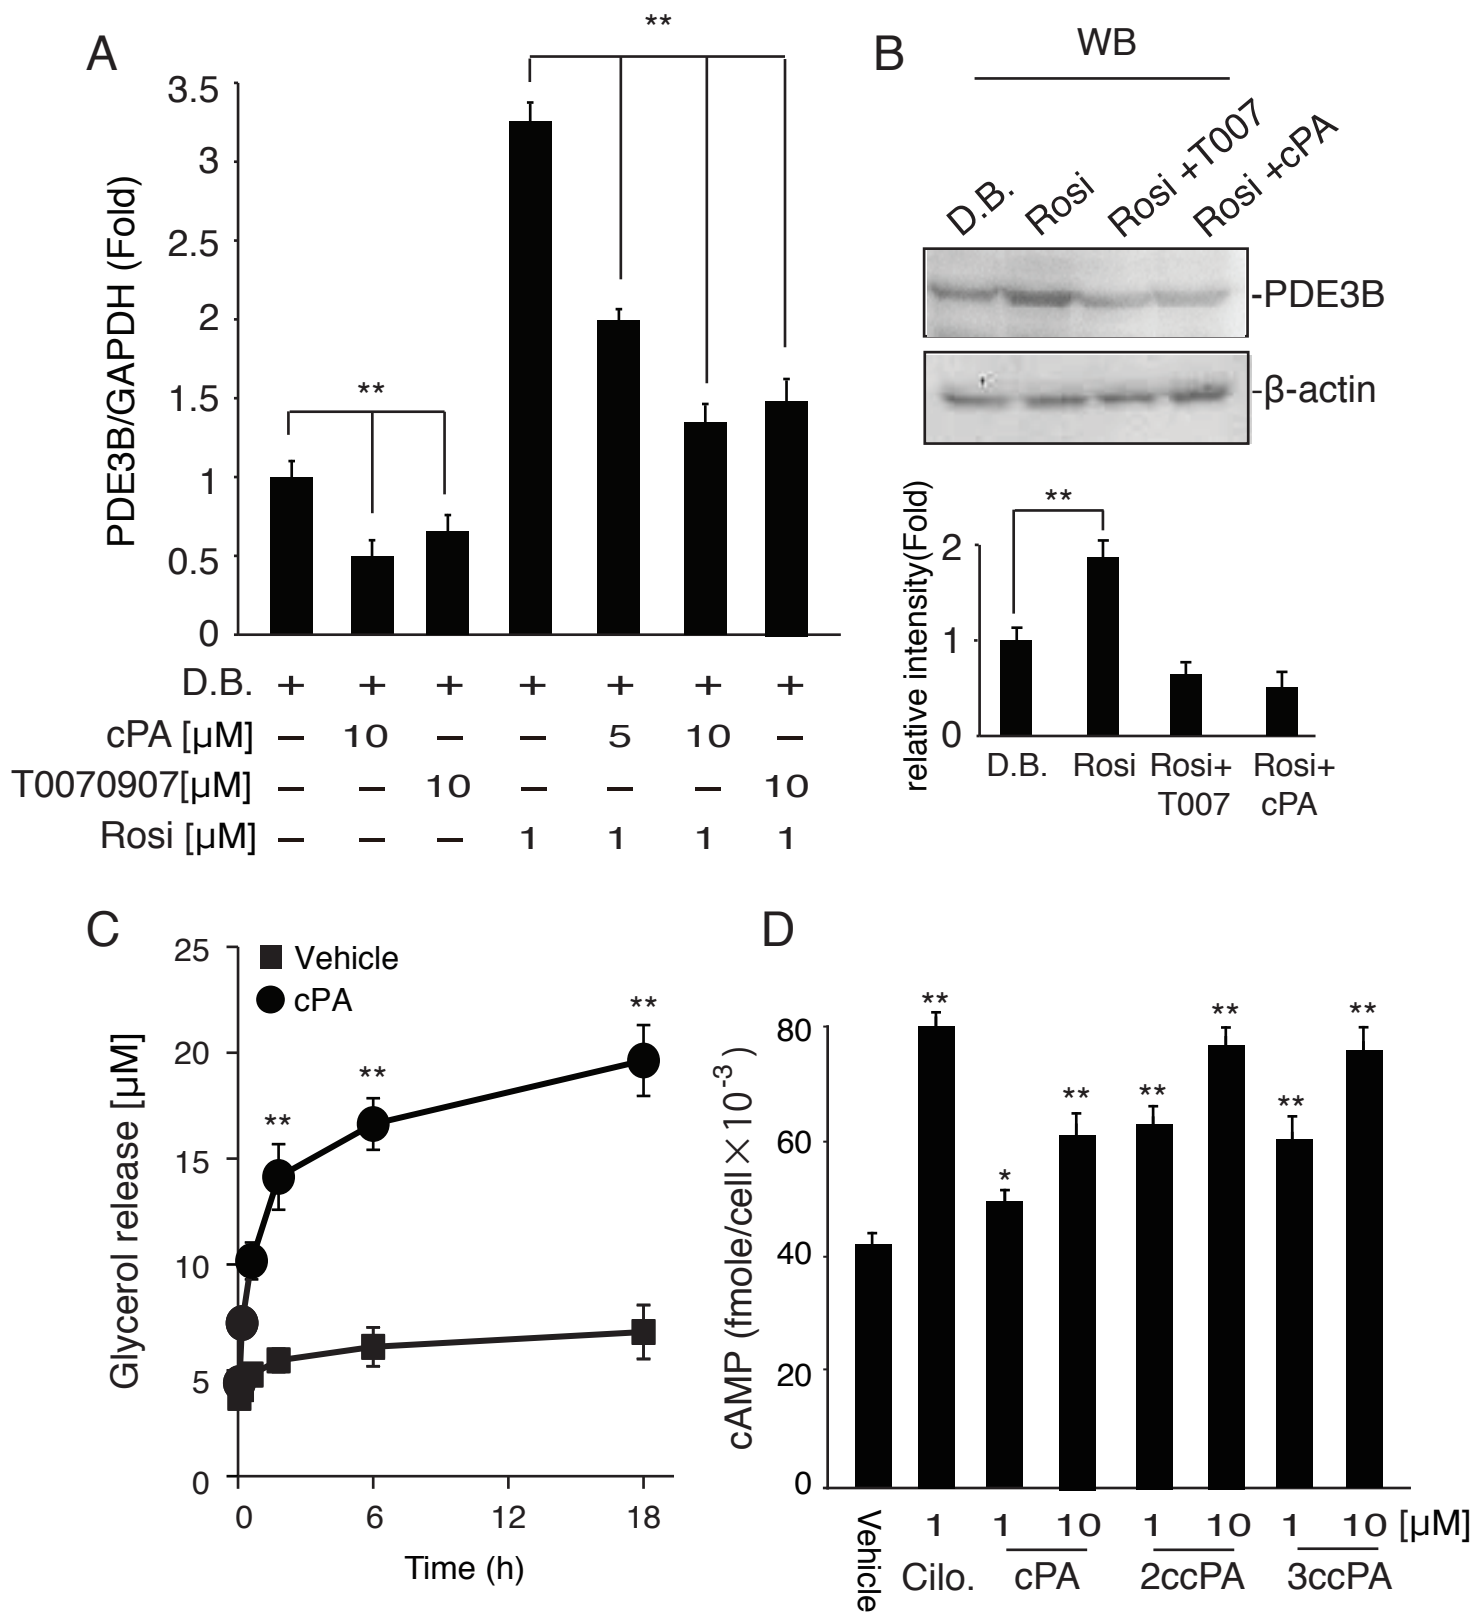 A
**
3.5
3
2.5
2
1.5
1
0.5
0
PDE3B/GAPDH (Fold)
**
D.B. + + + + + + +
cPA [μM] – 10 – – 5 10 –
T0070907[μM] – – 10 – – – 10
Rosi [μM] – – – 1 1 1 1
B
WB
D.B.
Rosi
Rosi +T007
Rosi +cPA
-PDE3B
-β-actin
**
2
1
0
relative intensity(Fold)
D.B. Rosi Rosi+ Rosi+
T007 cPA
C
25
20
15
10
5
0
Glycerol release [μM]
Vehicle
cPA
**
**
**
0 6 12 18
Time (h)
D
80
60
40
20
0
cAMP (fmole/cell×10-3)
**
*
**
**
**
**
**
Vehicle
1 1 10 1 10 1 10 [μM]
Cilo. cPA 2ccPA 3ccPA